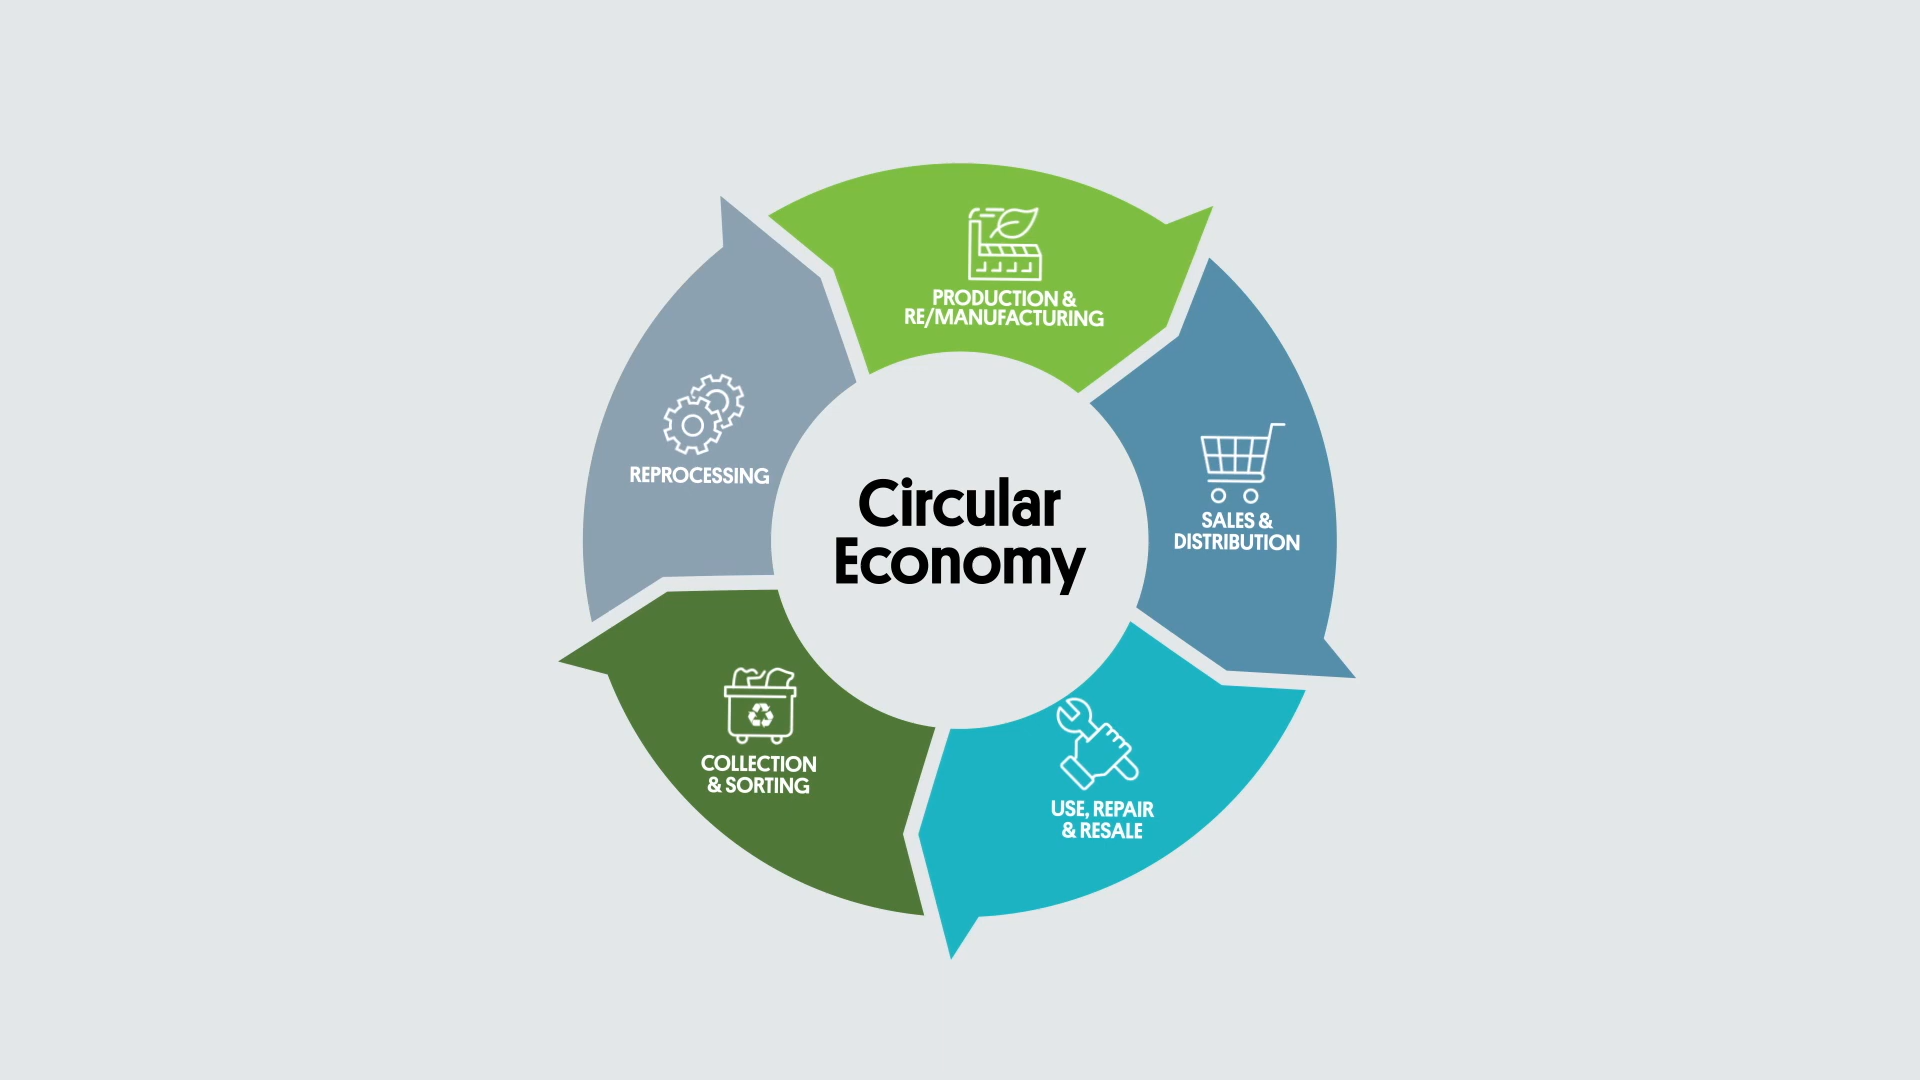 PRODUCTION &
RE/MANUFACTURING
REPROCESSING
Circular
Economy
SALES &
DISTRIBUTION
COLLECTION
& SORTING
USE, REPAIR
& RESALE